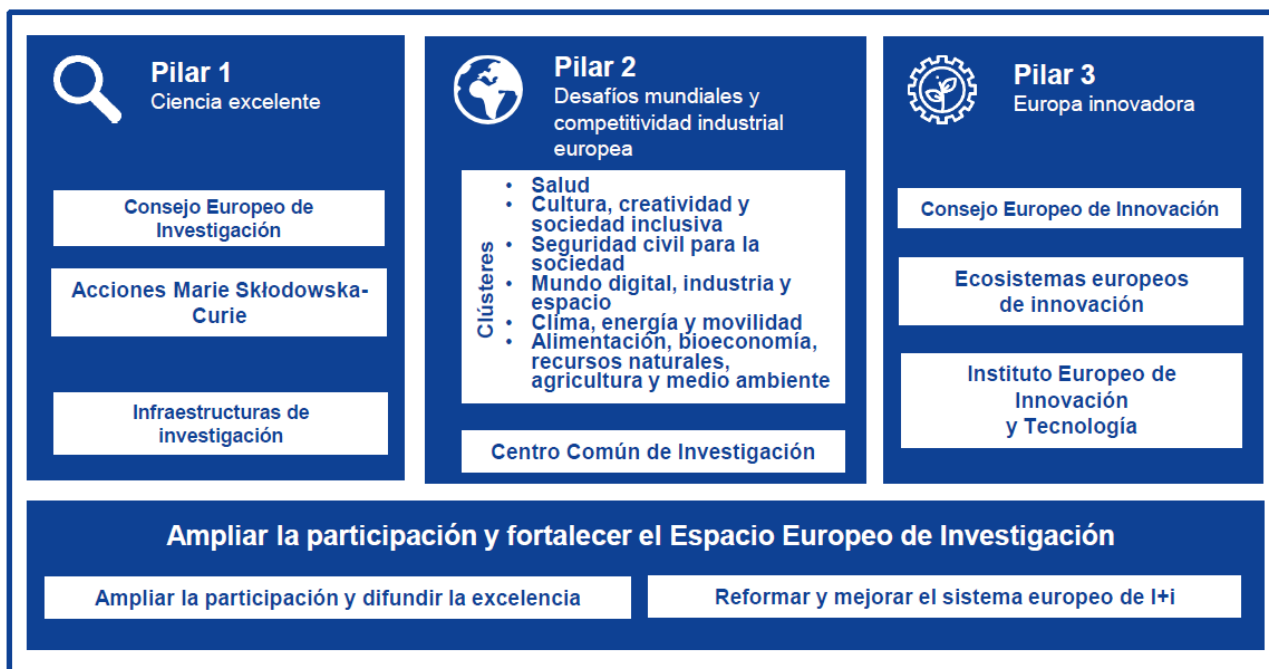 Pilar 1
Ciencia excelente
Consejo Europeo de
Investigación
Acciones Marie Skłodowska-
Curie
Infraestructuras de
investigación
Pilar 2
Desafíos mundiales y
competitividad industrial
europea
Clústeres
• Salud
• Cultura, creatividad y
sociedad inclusiva
• Seguridad civil para la
sociedad
• Mundo digital, industria y
espacio
• Clima, energía y movilidad
• Alimentación, bioeconomía,
recursos naturales,
agricultura y medio ambiente
Centro Común de Investigación
Pilar 3
Europa innovadora
Consejo Europeo de Innovación
Ecosistemas europeos
de innovación
Instituto Europeo de
Innovación
y Tecnología
Ampliar la participación y fortalecer el Espacio Europeo de Investigación
Ampliar la participación y difundir la excelencia
Reformar y mejorar el sistema europeo de I+i